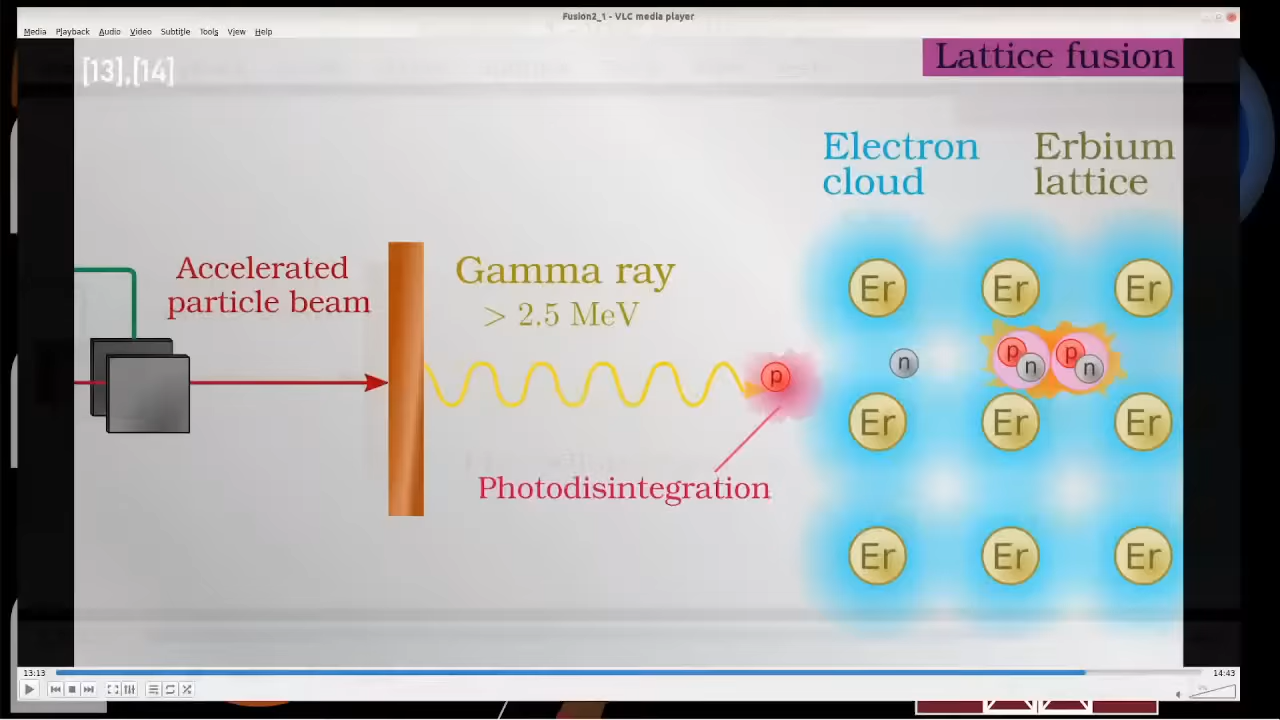 Fusion2_1 - VLC media player
Media Playback Audio Video Subtitle Tools View Help
[13],[14]
Lattice fusion
Electron
cloud
Erbium
lattice
Accelerated
particle beam
Gamma ray
> 2.5 MeV
Er Er Er
p
n
p n p n
Er Er Er
Photodisintegration
Er Er Er
13:13
14:43